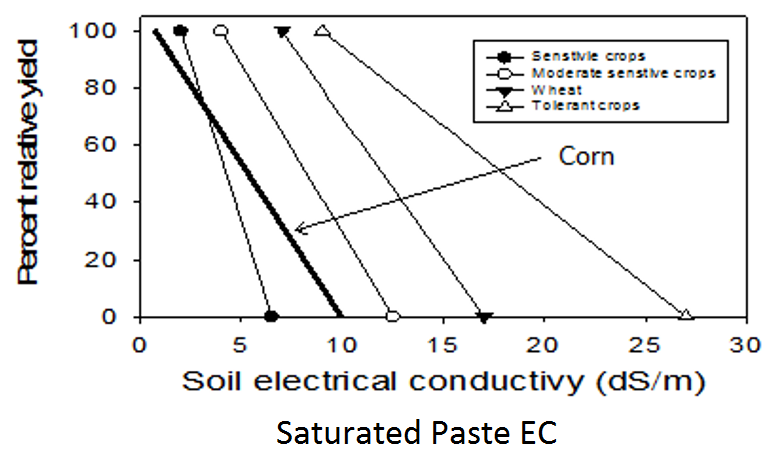 100
80
60
40
20
0
Percent relative yield
Senstivle crops
Moderate senstive crops
Wheat
Tolerant crops
Corn
0 5 10 15 20 25 30
Soil electrical conductivy (dS/m)
Saturated Paste EC